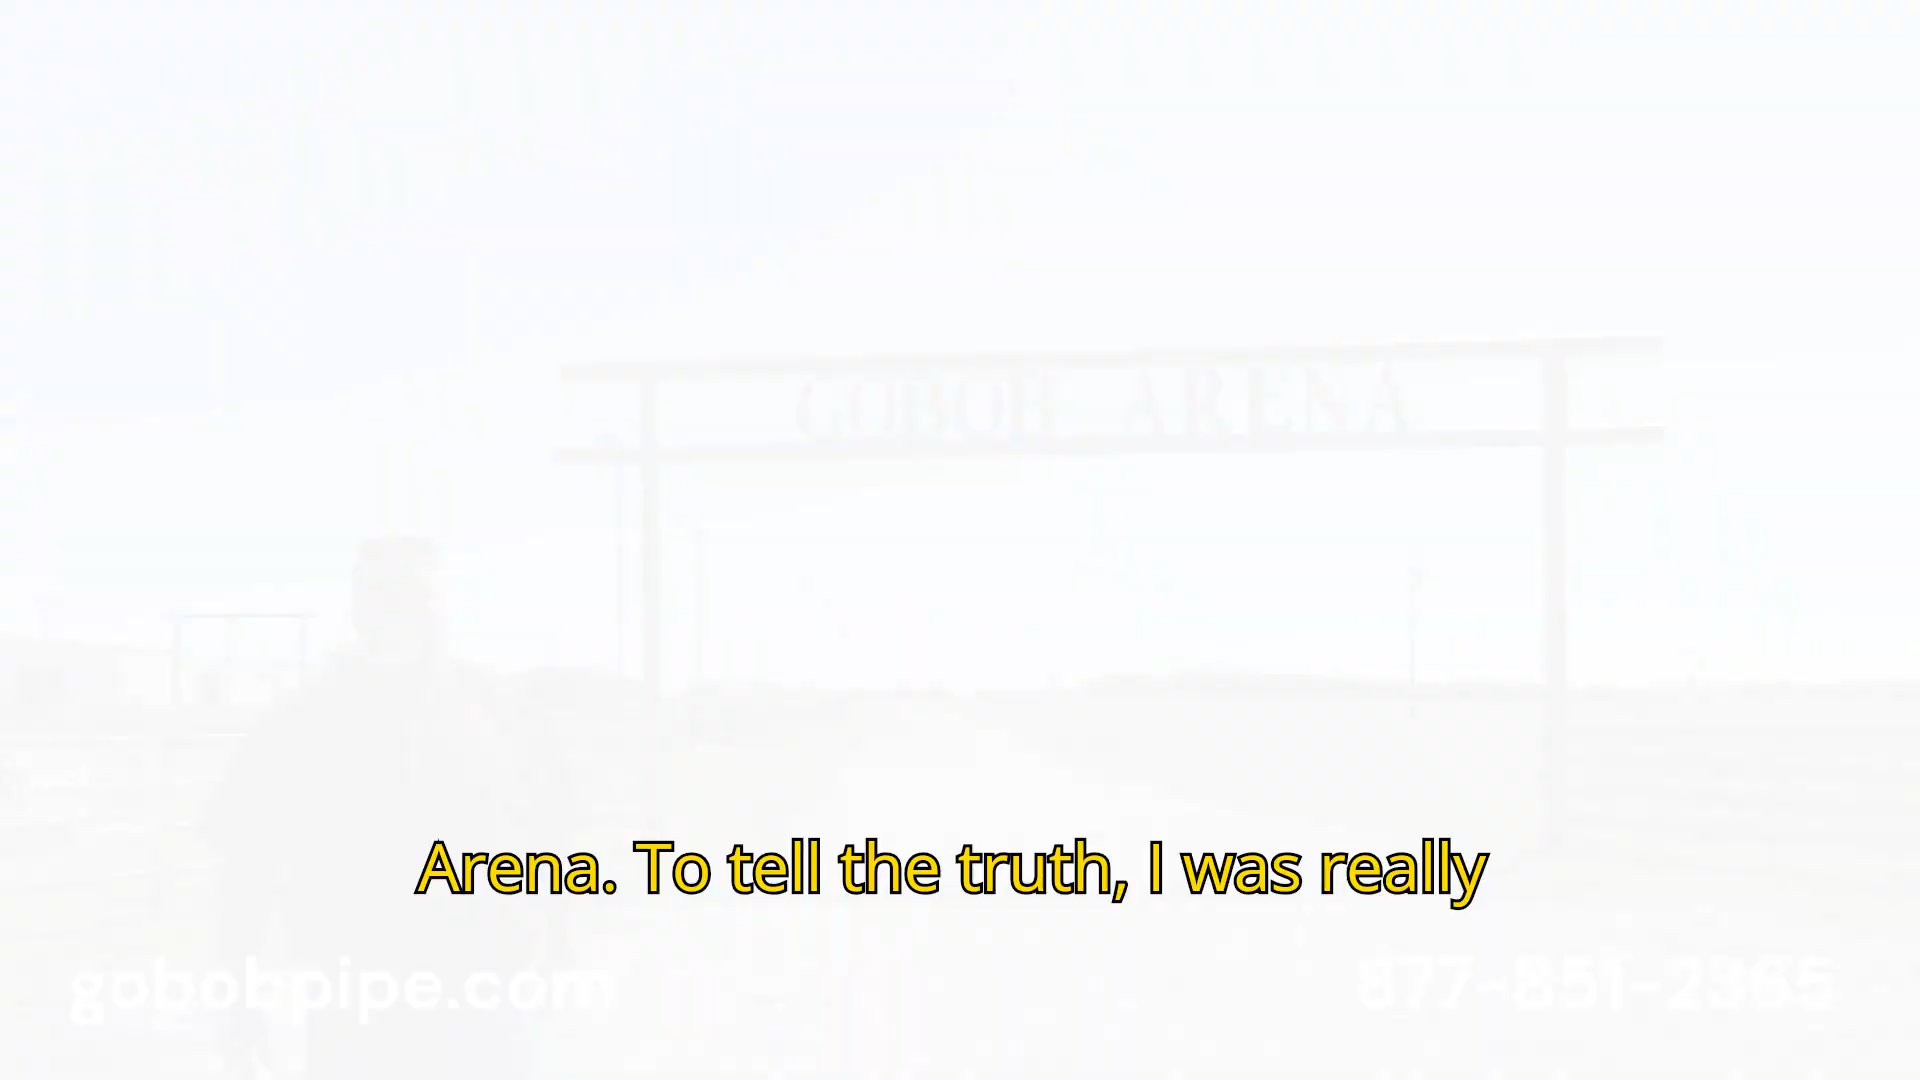 GOBOB ARENA
Arena. To tell the truth, I was really
gobobpipe.com
877-851-2365